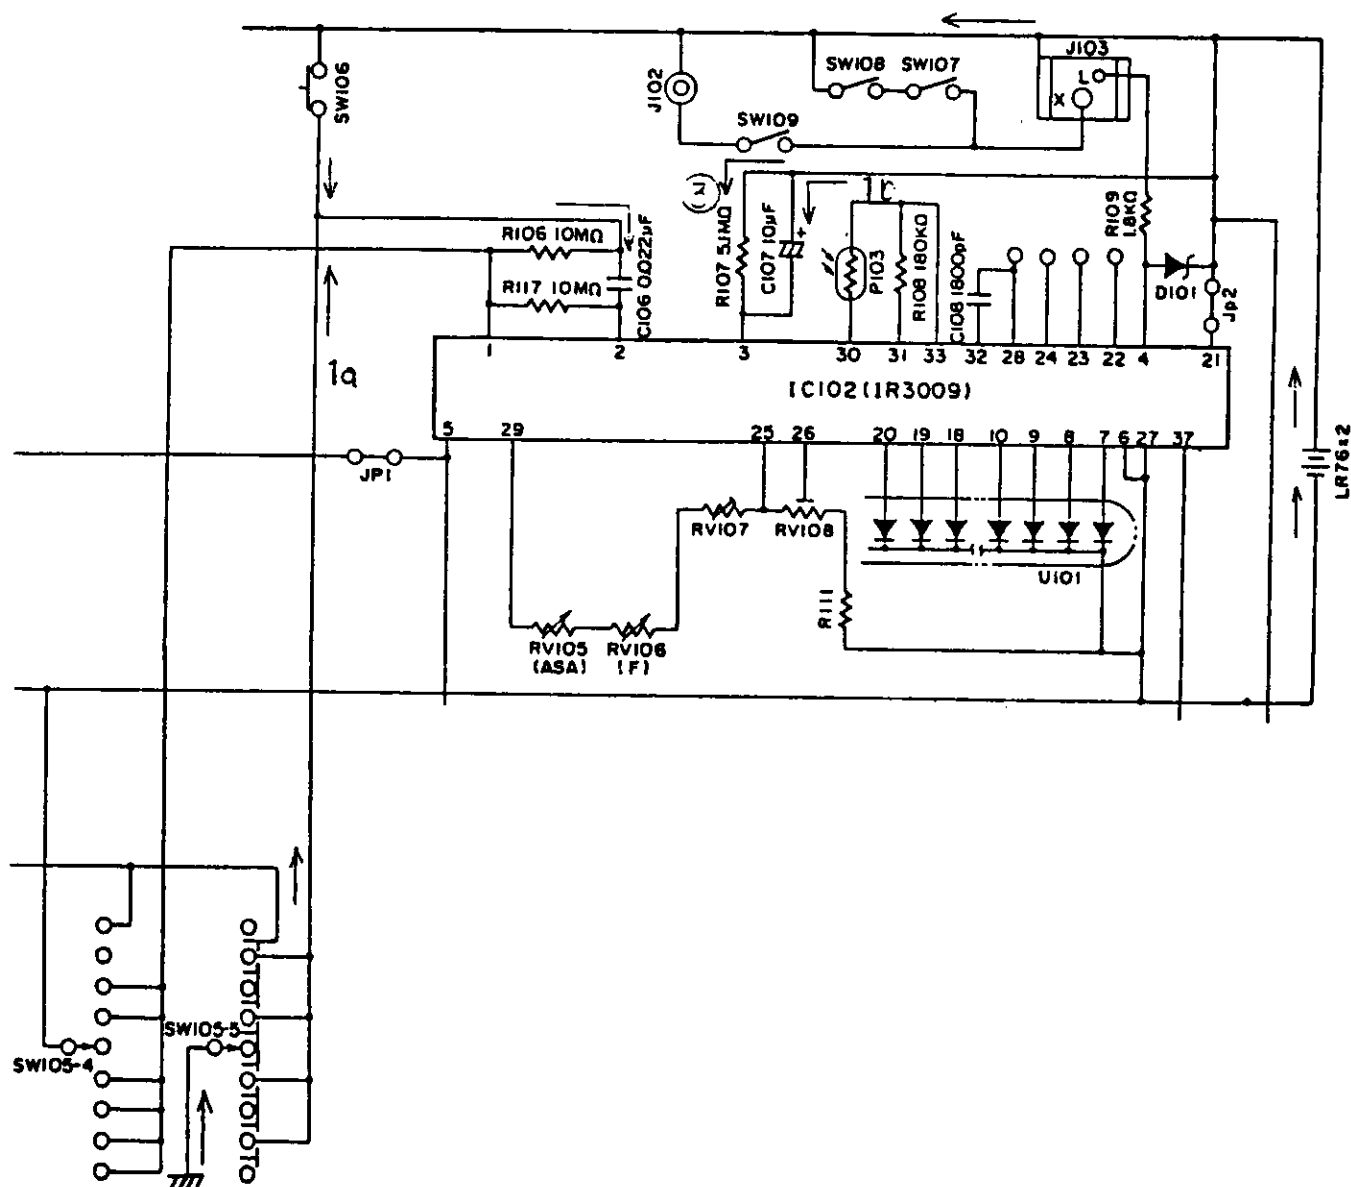 J103
L
X
SW108 SW107
SW106
J102
SW109
R106 10MΩ
R117 10MΩ
C106 0.022µF
R107 5.1MΩ
C107 10µF
+
P103
R108 180KΩ
C108 1800pF
R109
1.8KΩ
D101
JP2
1a
1 2 3 30 31 33 32 28 24 23 22 4 21
IC102(IR3009)
5 29 25 26 20 19 18 10 9 8 7 6 27 37
JP1
LR76x2
RV107 RV108
U101
R111
RV105
(ASA)
RV106
(F)
SW105-5
SW105-4